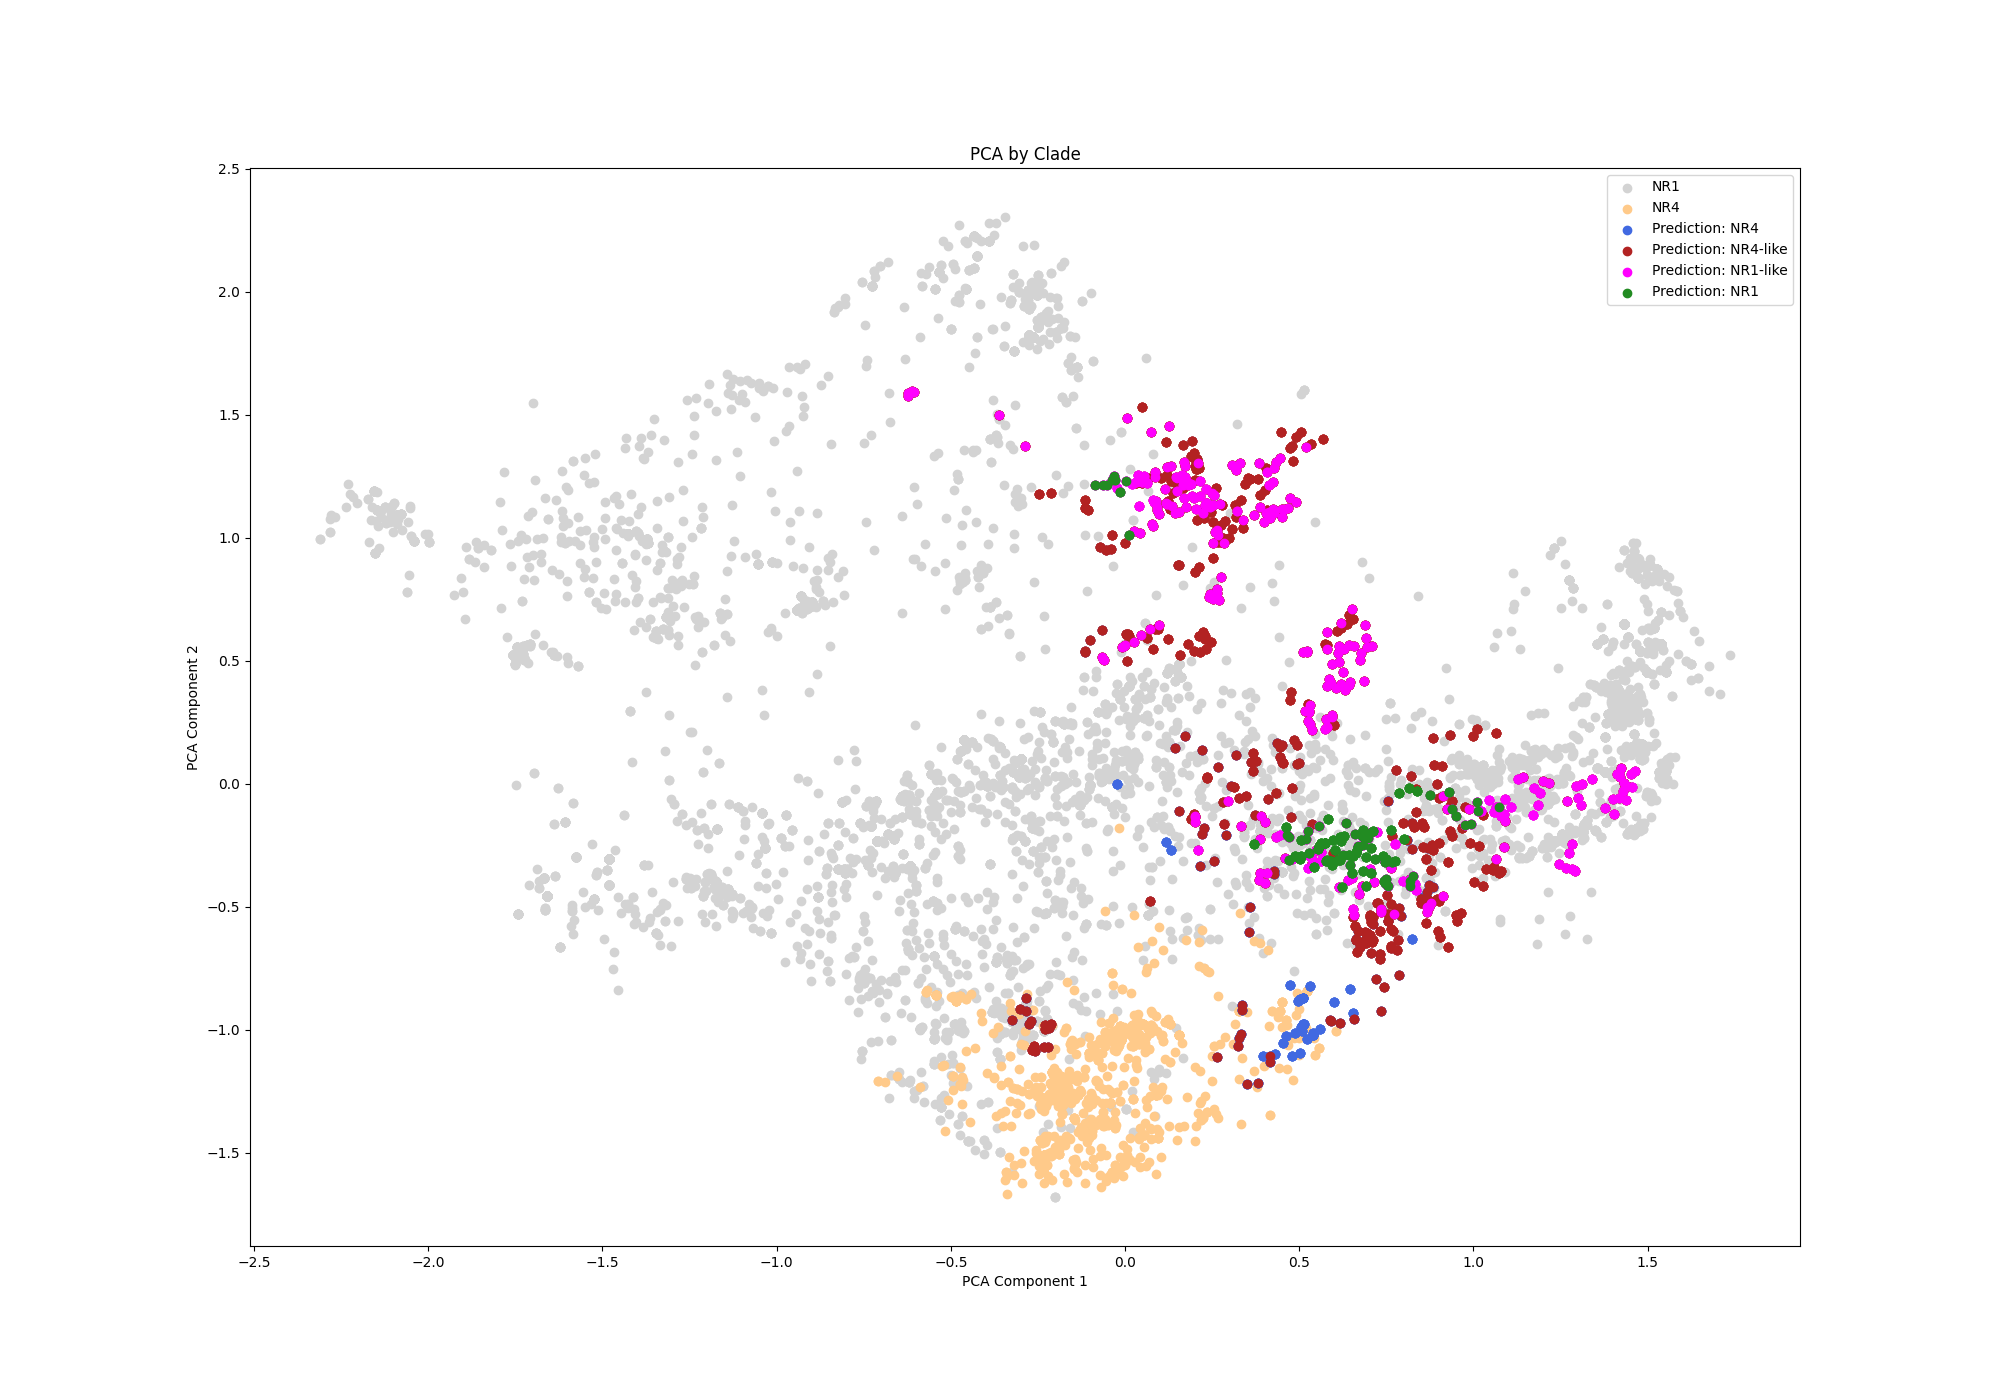 PCA by Clade
NR1
NR4
Prediction: NR4
Prediction: NR4-like
Prediction: NR1-like
Prediction: NR1
PCA Component 2
2.5
2.0
1.5
1.0
0.5
0.0
−0.5
−1.0
−1.5
−2.5 −2.0 −1.5 −1.0 −0.5 0.0 0.5 1.0 1.5
PCA Component 1